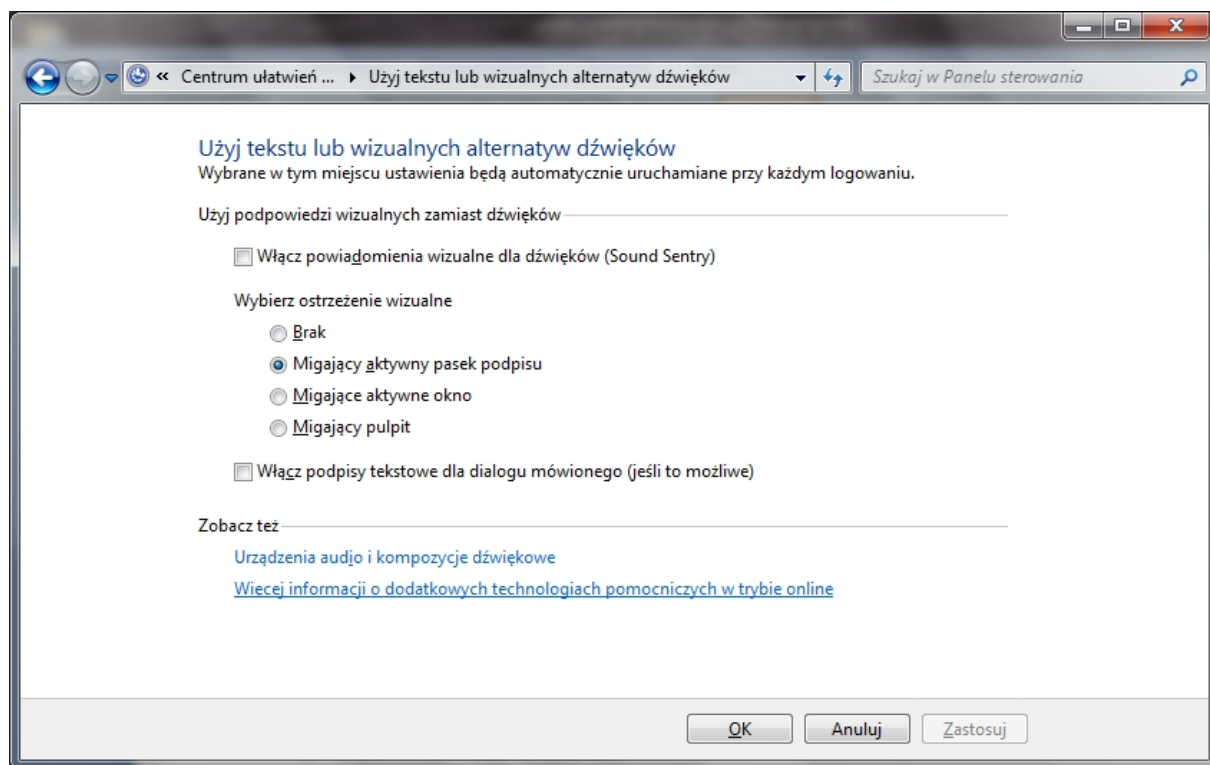 « Centrum ułatwień ... ▸ Użyj tekstu lub wizualnych alternatyw dźwięków
Szukaj w Panelu sterowania
Użyj tekstu lub wizualnych alternatyw dźwięków
Wybrane w tym miejscu ustawienia będą automatycznie uruchamiane przy każdym logowaniu.
Użyj podpowiedzi wizualnych zamiast dźwięków
Włącz powiadomienia wizualne dla dźwięków (Sound Sentry)
Wybierz ostrzeżenie wizualne
Brak
Migający aktywny pasek podpisu
Migające aktywne okno
Migający pulpit
Włącz podpisy tekstowe dla dialogu mówionego (jeśli to możliwe)
Zobacz też
Urządzenia audio i kompozycje dźwiękowe
Wiecej informacji o dodatkowych technologiach pomocniczych w trybie online
OK
Anuluj
Zastosuj